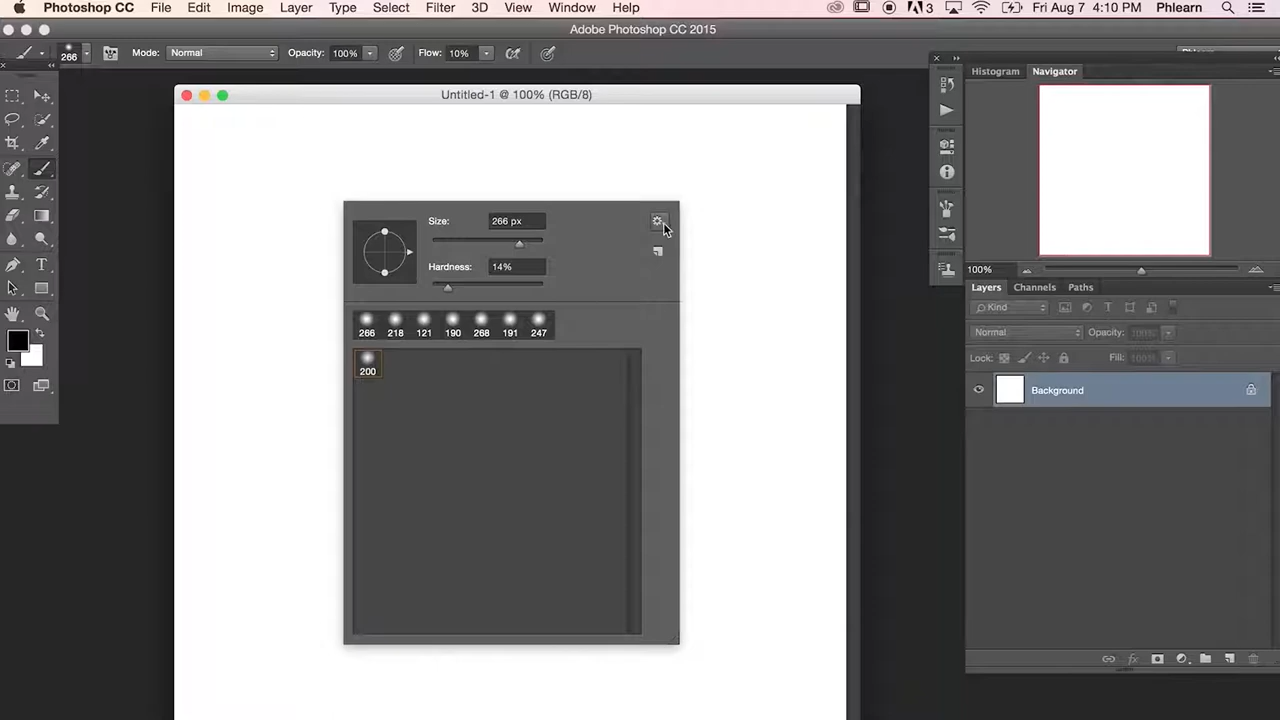 Photoshop CC File Edit Image Layer Type Select Filter 3D View Window Help 3 Fri Aug 7 4:10 PM Phlearn
Adobe Photoshop CC 2015
266 Mode: Normal Opacity: 100% Flow: 10%
Untitled-1 @ 100% (RGB/8)
Histogram Navigator
Size: 266 px
Hardness: 14%
100%
Layers Channels Paths
Kind
266 218 121 190 268 191 247
Normal Opacity: 100%
Lock: Fill: 100%
200
Background